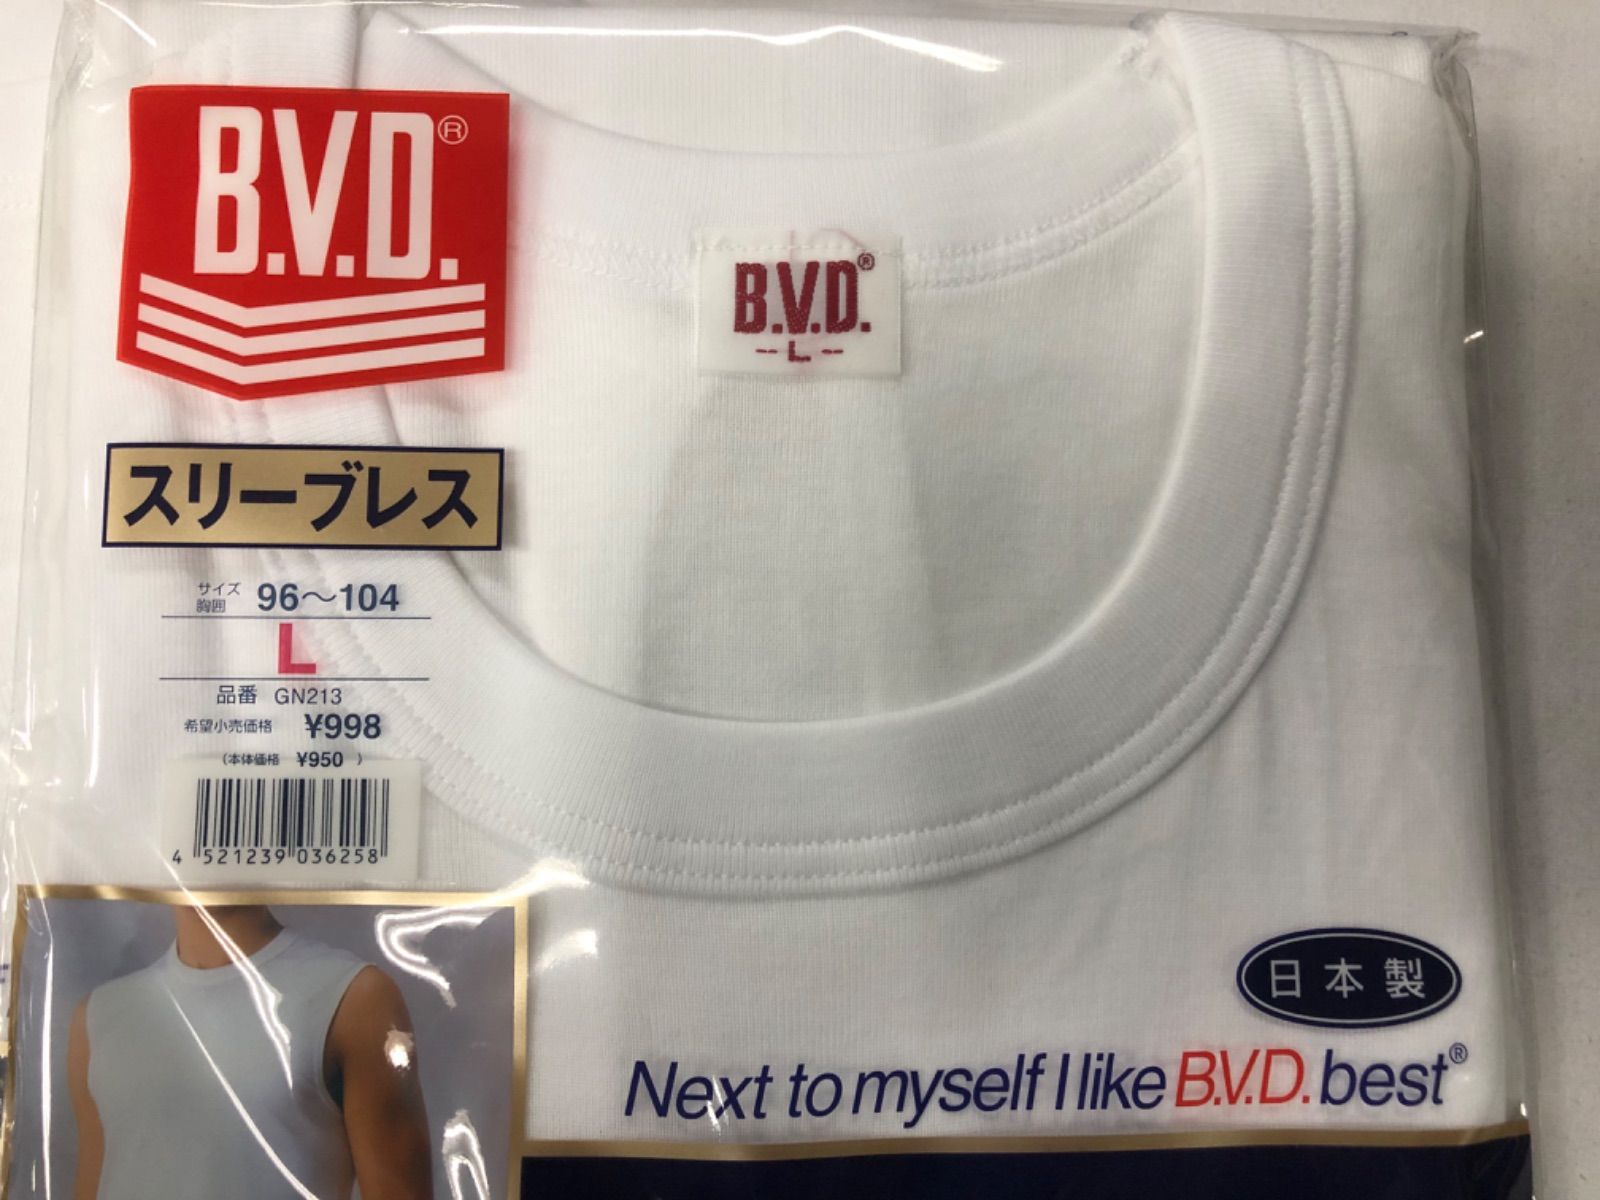 B.V.D.®
B.V.D.®
--L--
スリーブレス
サイズ
胸囲 96〜104
L
品番 GN213
希望小売価格 ¥998
(本体価格 ¥950 )
4 521239 036258
日本製
Next to myself I like B.V.D. best®